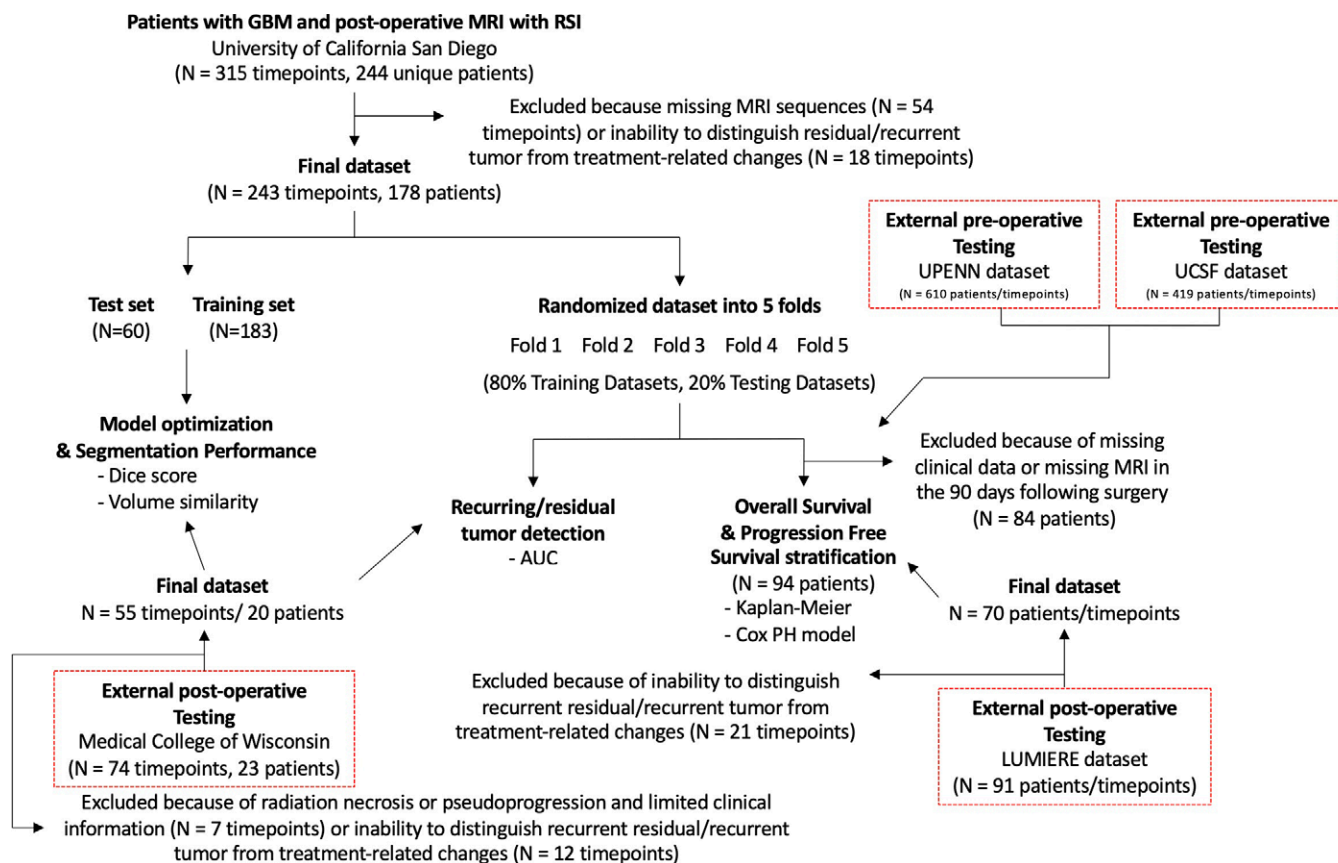 Patients with GBM and post-operative MRI with RSI
University of California San Diego
(N = 315 timepoints, 244 unique patients)
Excluded because missing MRI sequences (N = 54
timepoints) or inability to distinguish residual/recurrent
tumor from treatment-related changes (N = 18 timepoints)
Final dataset
(N = 243 timepoints, 178 patients)
External pre-operative
Testing
UPENN dataset
(N = 610 patients/timepoints)
External pre-operative
Testing
UCSF dataset
(N = 419 patients/timepoints)
Test set
(N=60)
Training set
(N=183)
Randomized dataset into 5 folds
Fold 1 Fold 2 Fold 3 Fold 4 Fold 5
(80% Training Datasets, 20% Testing Datasets)
Model optimization
& Segmentation Performance
- Dice score
- Volume similarity
Excluded because of missing
clinical data or missing MRI in
the 90 days following surgery
(N = 84 patients)
Recurring/residual
tumor detection
- AUC
Overall Survival
& Progression Free
Survival stratification
(N = 94 patients)
- Kaplan-Meier
- Cox PH model
Final dataset
N = 55 timepoints/ 20 patients
Final dataset
N = 70 patients/timepoints
External post-operative
Testing
Medical College of Wisconsin
(N = 74 timepoints, 23 patients)
Excluded because of inability to distinguish
recurrent residual/recurrent tumor from
treatment-related changes (N = 21 timepoints)
External post-operative
Testing
LUMIERE dataset
(N = 91 patients/timepoints)
Excluded because of radiation necrosis or pseudoprogression and limited clinical
information (N = 7 timepoints) or inability to distinguish recurrent residual/recurrent
tumor from treatment-related changes (N = 12 timepoints)